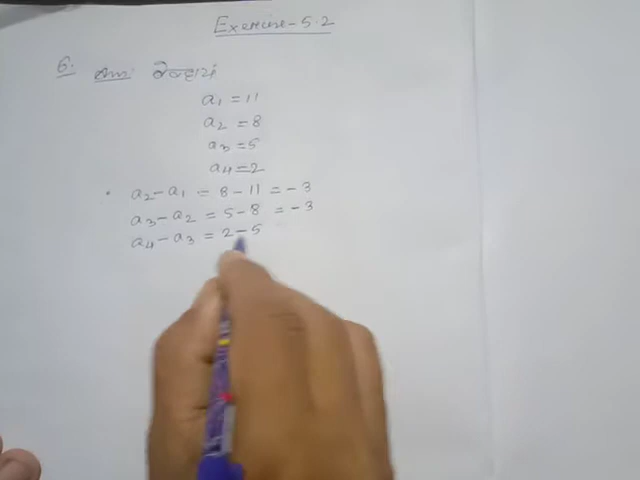 Exercise-5.2
6. Ans:
a1 = 11
a2 = 8
a3 = 5
a4 = 2
a2 - a1 = 8 - 11 = - 3
a3 - a2 = 5 - 8 = - 3
a4 - a3 = 2 - 5